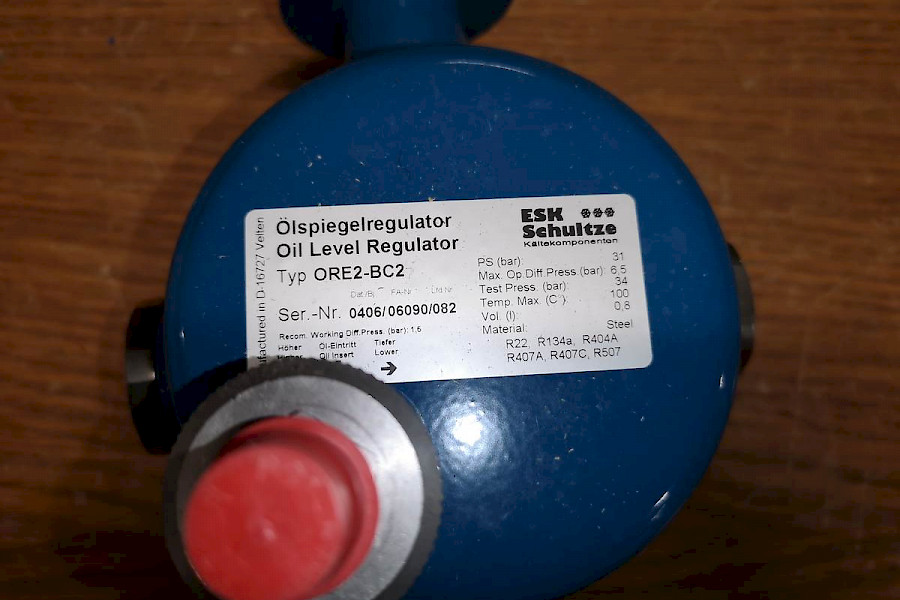 Manufactured in D-16727 Velten
Ölspiegelregulator
Oil Level Regulator
Typ ORE2-BC2
Ser.-Nr. 0406/06090/082
Recom. Working Diff.Press. (bar): 1,5
Höher Öl-Eintritt Tiefer
Oil Insert Lower
ESK
Schultze
Kältekomponenten
PS (bar): 31
Max. Op.Diff.Press.(bar): 6,5
Test Press. (bar): 34
Temp. Max. (C°): 100
Vol. (l): 0,8
Material: Steel
R22, R134a, R404A
R407A, R407C, R507